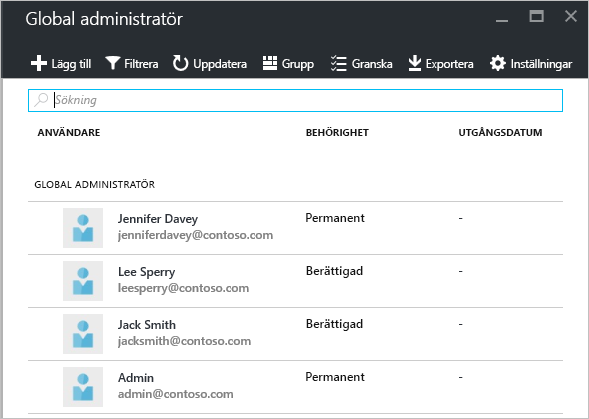 Global administratör
Lägg till Filtrera Uppdatera Grupp Granska Exportera Inställningar
Sökning
ANVÄNDARE BEHÖRIGHET UTGÅNGSDATUM
GLOBAL ADMINISTRATÖR
Jennifer Davey Permanent -
jenniferdavey@contoso.com
Lee Sperry Berättigad -
leesperry@contoso.com
Jack Smith Berättigad -
jacksmith@contoso.com
Admin Permanent -
admin@contoso.com